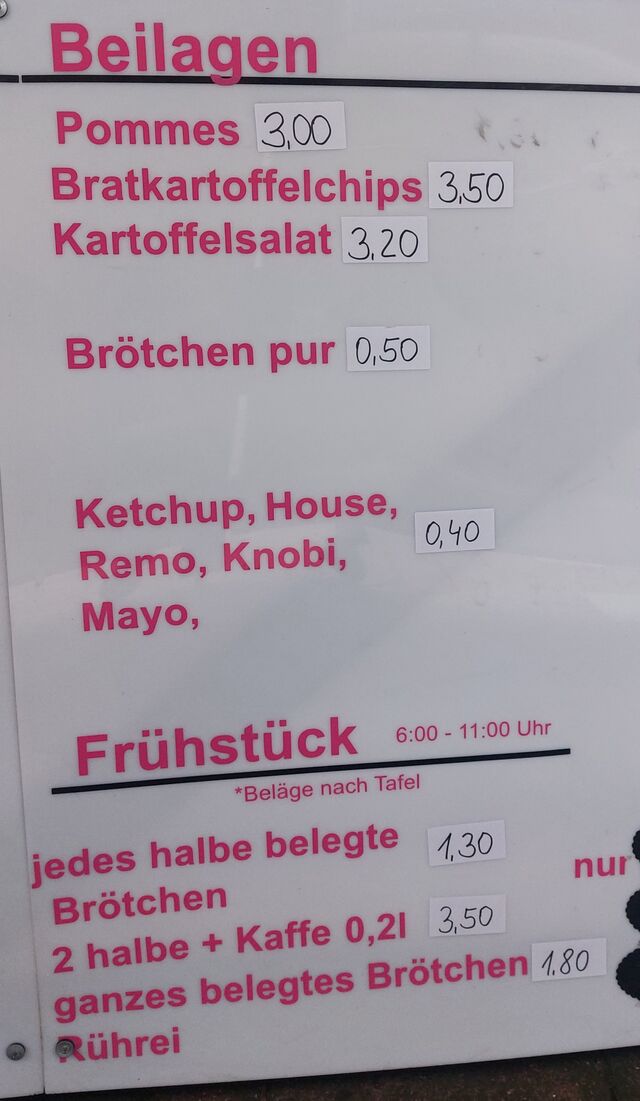 Beilagen
Pommes 3,00
Bratkartoffelchips 3,50
Kartoffelsalat 3,20
Brötchen pur 0,50
Ketchup, House, 0,40
Remo, Knobi,
Mayo,
Frühstück 6:00 - 11:00 Uhr
*Beläge nach Tafel
jedes halbe belegte 1,30
nur
Brötchen
2 halbe + Kaffe 0,2l 3,50
ganzes belegtes Brötchen 1,80
Rührei